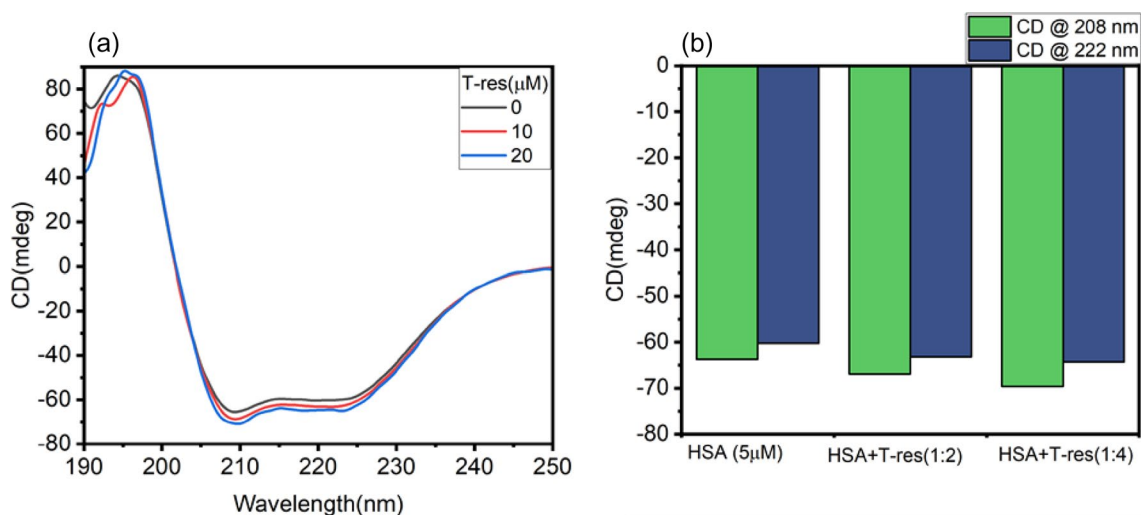 (a)
T-res(μM)
0
10
20
80
60
40
20
0
-20
-40
-60
-80
CD(mdeg)
190
200
210
220
230
240
250
Wavelength(nm)
(b)
CD @ 208 nm
CD @ 222 nm
0
-10
-20
-30
-40
-50
-60
-70
-80
CD(mdeg)
HSA (5μM)
HSA+T-res(1:2)
HSA+T-res(1:4)